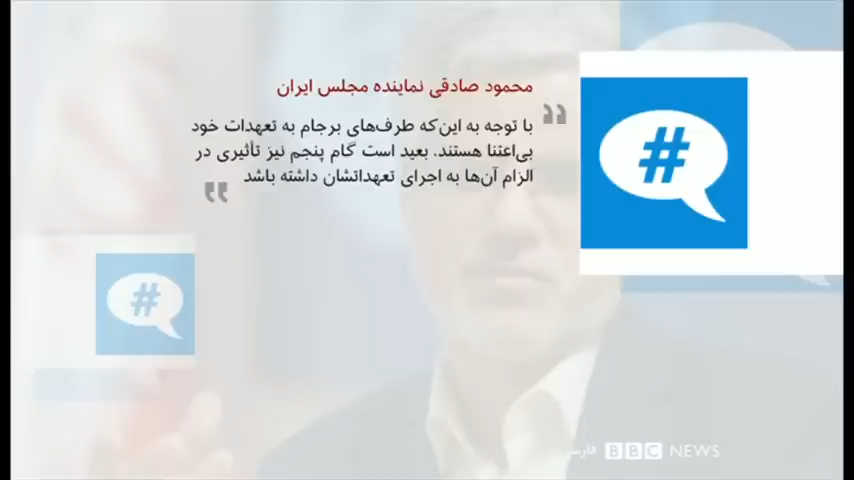 محمود صادقی نماینده مجلس ایران
با توجه به این‌که طرف‌های برجام به تعهدات خود
بی‌اعتنا هستند، بعید است گام پنجم نیز تأثیری در
الزام آن‌ها به اجرای تعهداتشان داشته باشد
#
#
BBC NEWS فارسی